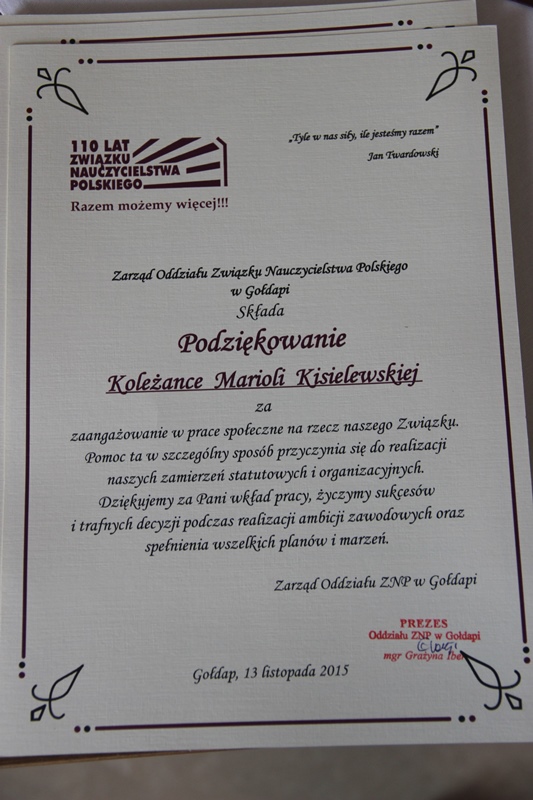 110 LAT
ZWIĄZKU
NAUCZYCIELSTWA
POLSKIEGO
Razem możemy więcej!!!
„Tyle w nas siły, ile jesteśmy razem”
Jan Twardowski
Zarząd Oddziału Związku Nauczycielstwa Polskiego
w Gołdapi
Składa
Podziękowanie
Koleżance Marioli Kisielewskiej
za
zaangażowanie w prace społeczne na rzecz naszego Związku.
Pomoc ta w szczególny sposób przyczynia się do realizacji
naszych zamierzeń statutowych i organizacyjnych.
Dziękujemy za Pani wkład pracy, życzymy sukcesów
i trafnych decyzji podczas realizacji ambicji zawodowych oraz
spełnienia wszelkich planów i marzeń.
Zarząd Oddziału ZNP w Gołdapi
PREZES
Oddziału ZNP w Gołdapi
mgr Grażyna
Gołdap, 13 listopada 2015